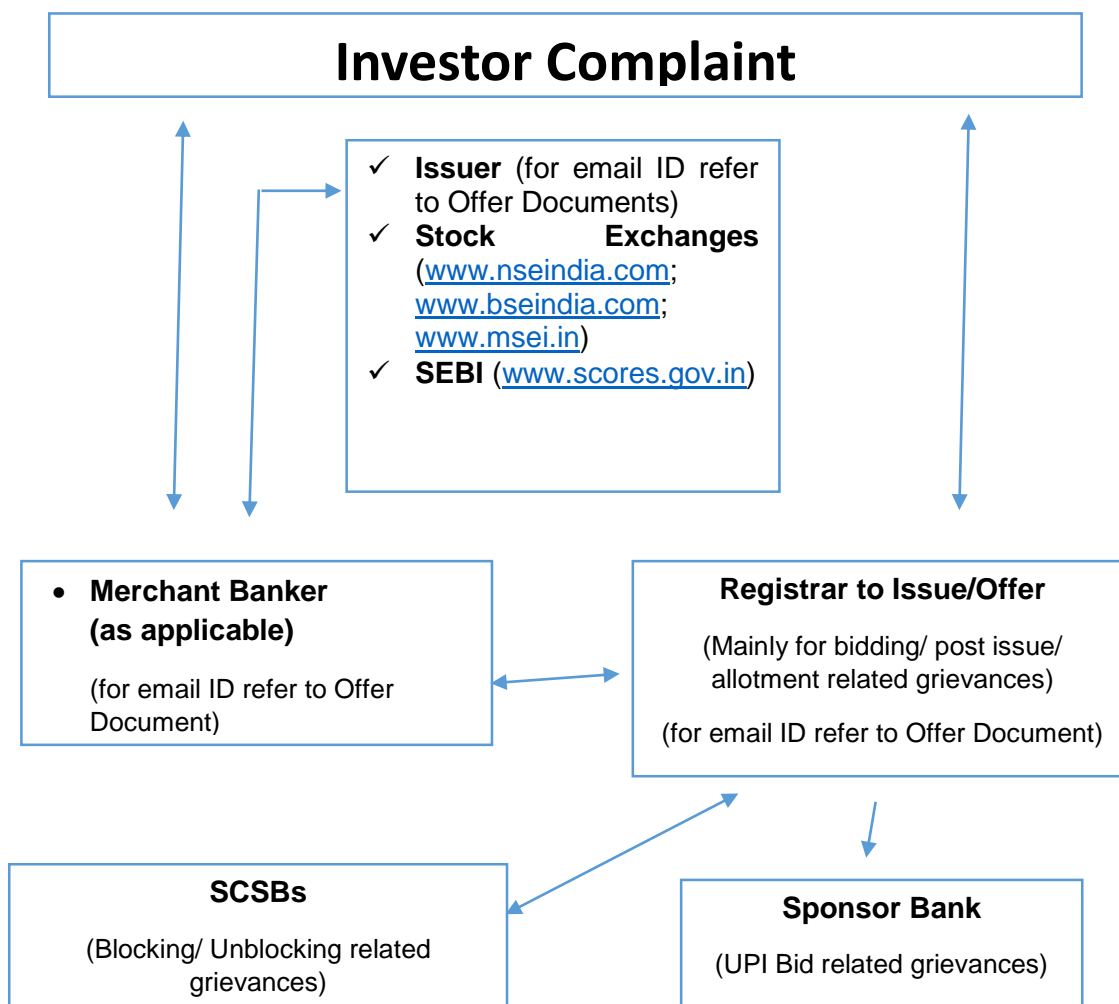 Investor Complaint
✓ Issuer (for email ID refer
to Offer Documents)
✓ Stock Exchanges
(www.nseindia.com;
www.bseindia.com;
www.msei.in)
✓ SEBI (www.scores.gov.in)
• Merchant Banker
(as applicable)
(for email ID refer to Offer
Document)
Registrar to Issue/Offer
(Mainly for bidding/ post issue/
allotment related grievances)
(for email ID refer to Offer Document)
SCSBs
(Blocking/ Unblocking related
grievances)
Sponsor Bank
(UPI Bid related grievances)